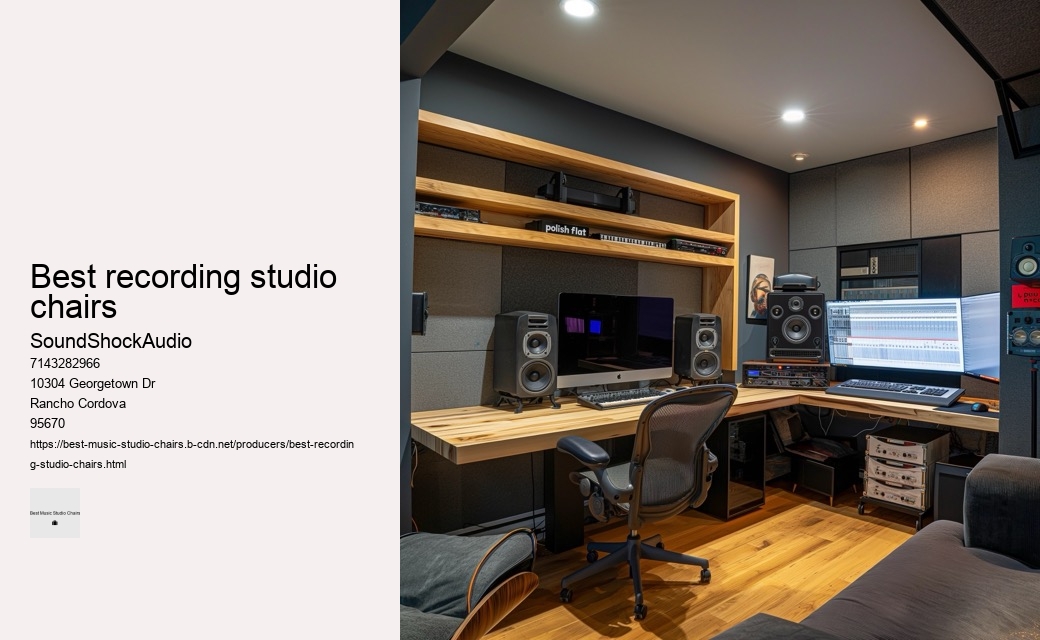 Best recording studio
chairs
SoundShockAudio
7143282966
10304 Georgetown Dr
Rancho Cordova
95670
https://best-music-studio-chairs.b-cdn.net/producers/best-recordin
g-studio-chairs.html
Best Music Studio Chairs
polish flat